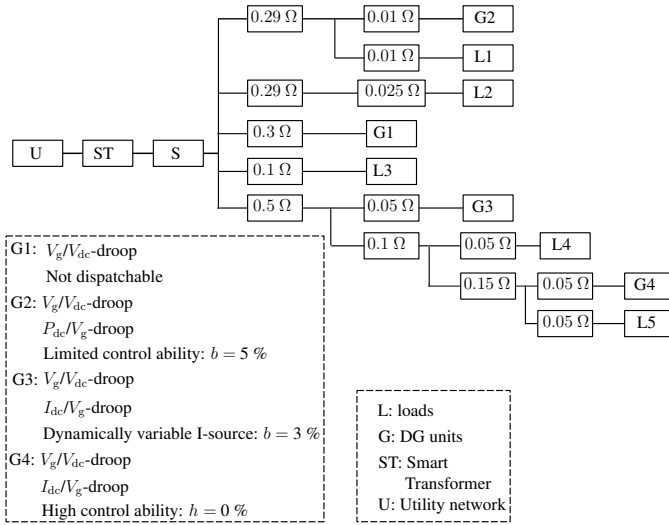 0.29 Ω 0.01 Ω G2
0.01 Ω L1
0.29 Ω 0.025 Ω L2
0.3 Ω G1
U ST S
0.1 Ω L3
0.5 Ω 0.05 Ω G3
0.1 Ω 0.05 Ω L4
0.15 Ω 0.05 Ω G4
0.05 Ω L5
G1: Vg/Vdc-droop
Not dispatchable
G2: Vg/Vdc-droop
Pdc/Vg-droop
Limited control ability: b = 5 %
G3: Vg/Vdc-droop
Idc/Vg-droop
Dynamically variable I-source: b = 3 %
G4: Vg/Vdc-droop
Idc/Vg-droop
High control ability: h = 0 %
L: loads
G: DG units
ST: Smart
Transformer
U: Utility network